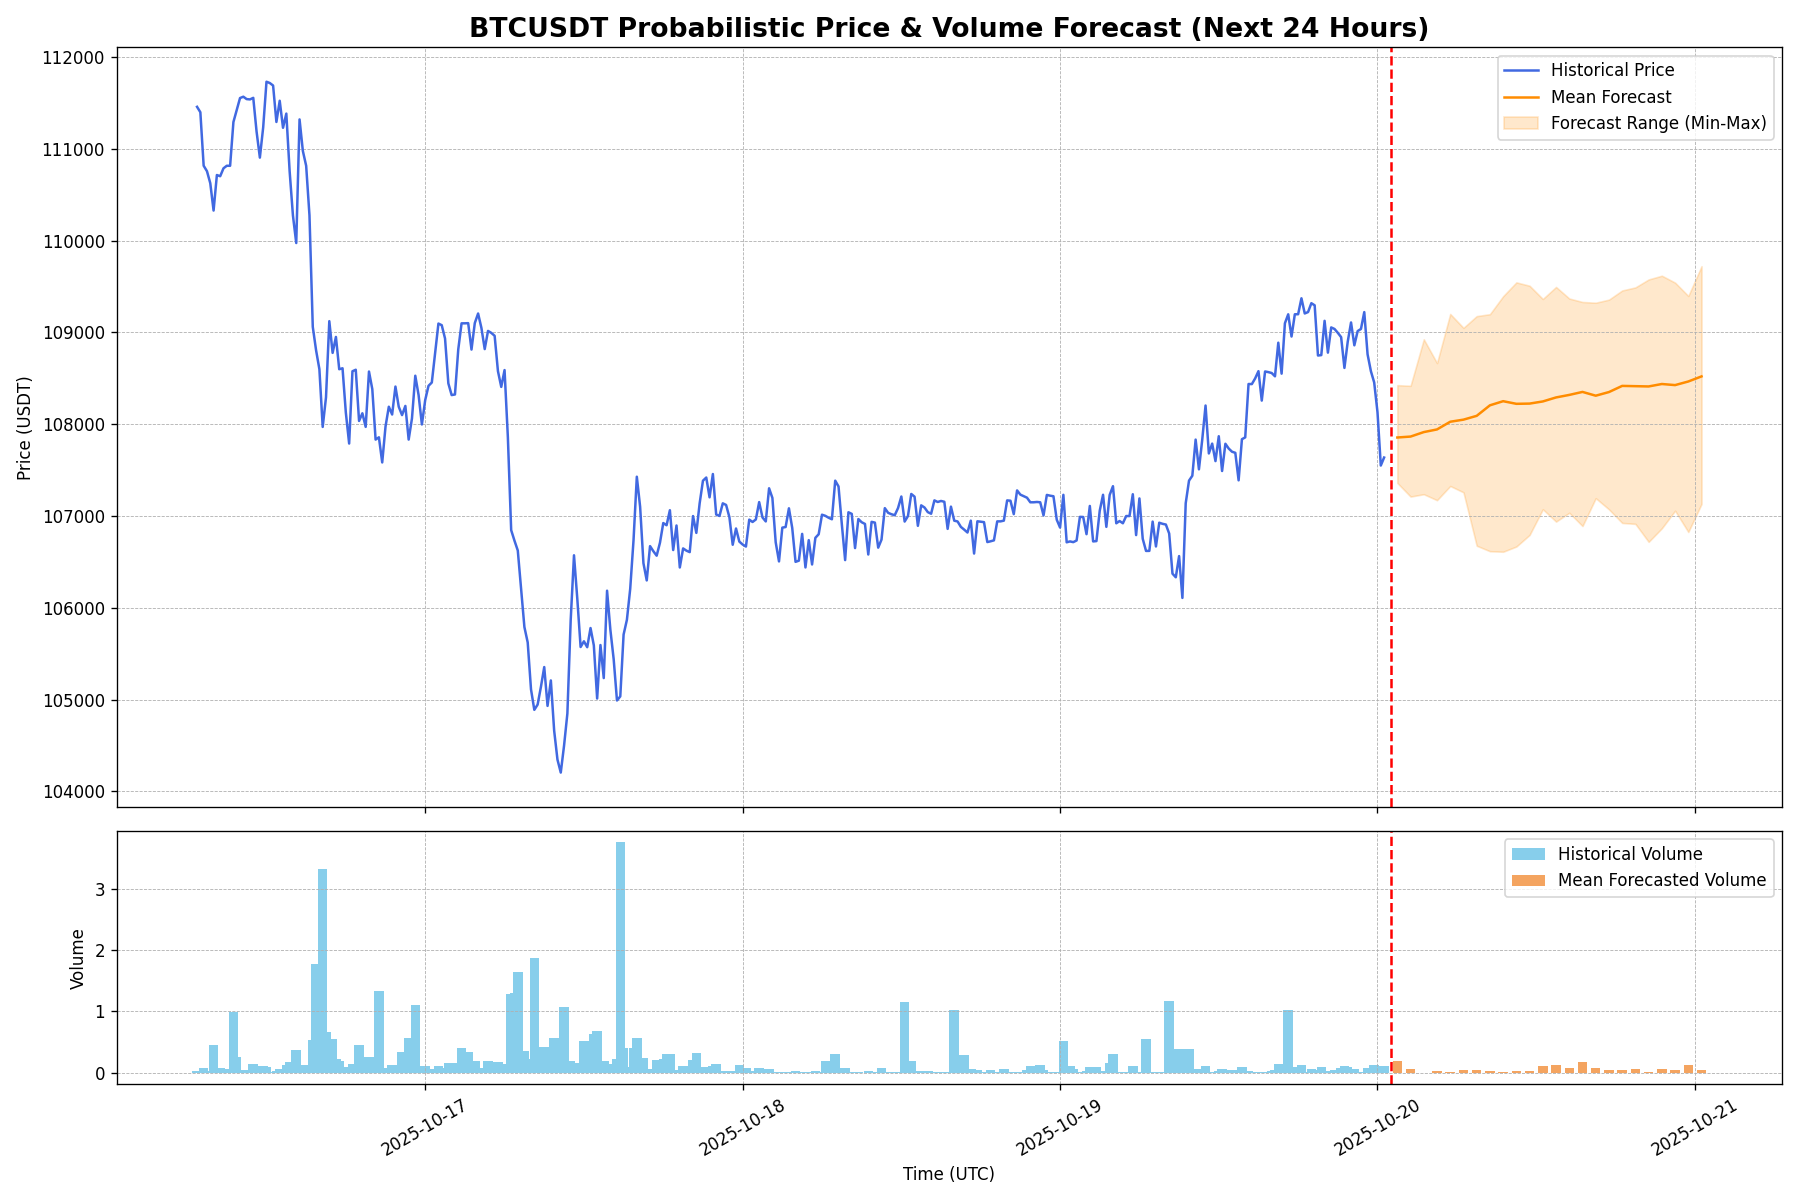 BTCUSDT Probabilistic Price & Volume Forecast (Next 24 Hours)
112000
111000
110000
109000
108000
107000
106000
105000
104000
Price (USDT)
Historical Price
Mean Forecast
Forecast Range (Min-Max)
3
2
1
0
Volume
Historical Volume
Mean Forecasted Volume
2025-10-17
2025-10-18
2025-10-19
2025-10-20
2025-10-21
Time (UTC)